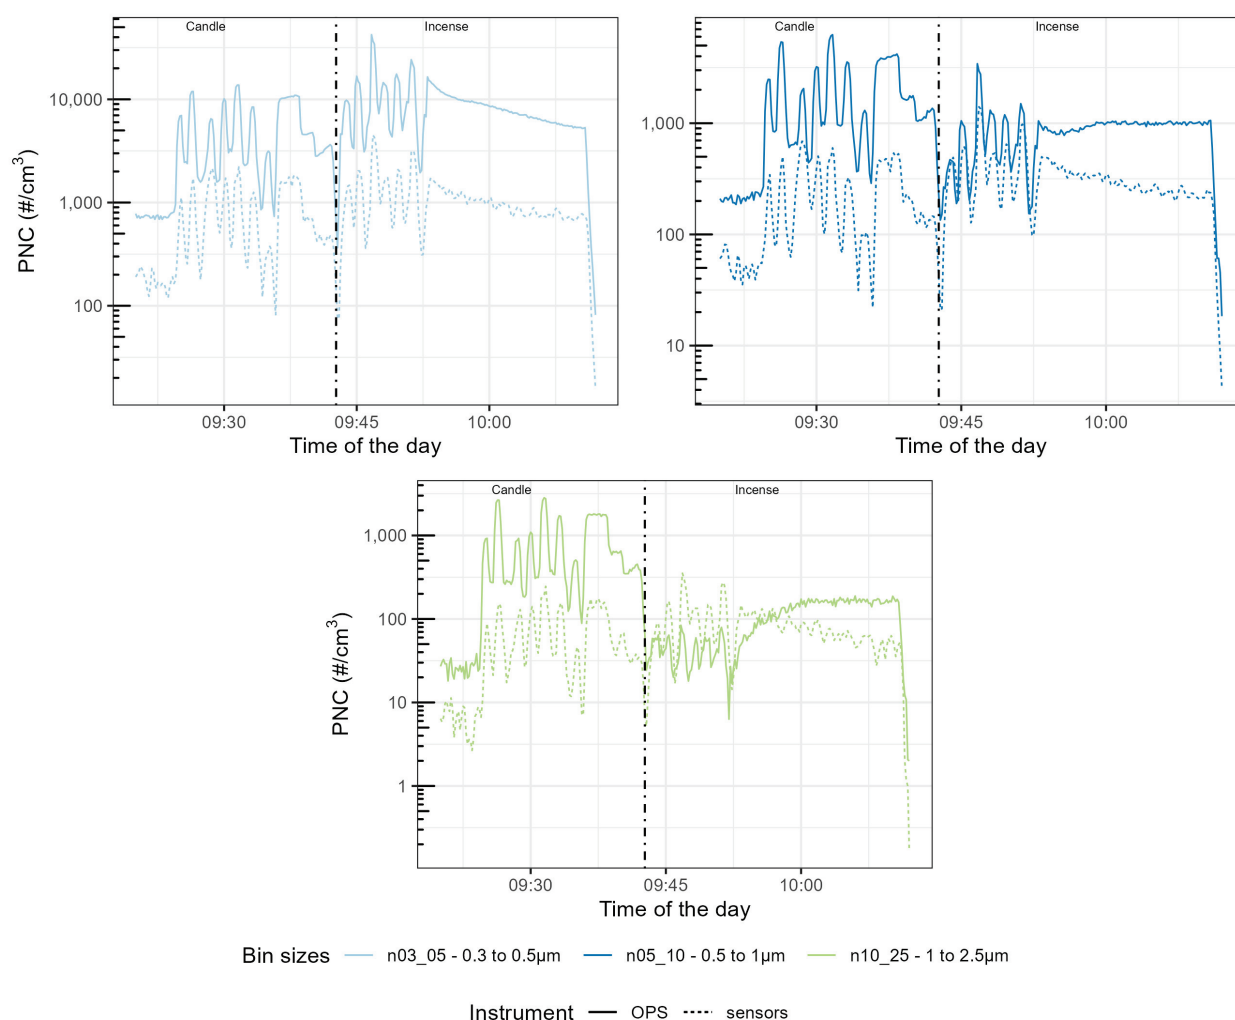 Candle Incense
PNC (#/cm³)
10,000
1,000
100
09:30 09:45 10:00
Time of the day
Candle Incense
1,000
100
10
09:30 09:45 10:00
Time of the day
Candle Incense
PNC (#/cm³)
1,000
100
10
1
09:30 09:45 10:00
Time of the day
Bin sizes n03_05 - 0.3 to 0.5µm n05_10 - 0.5 to 1µm n10_25 - 1 to 2.5µm
Instrument OPS sensors